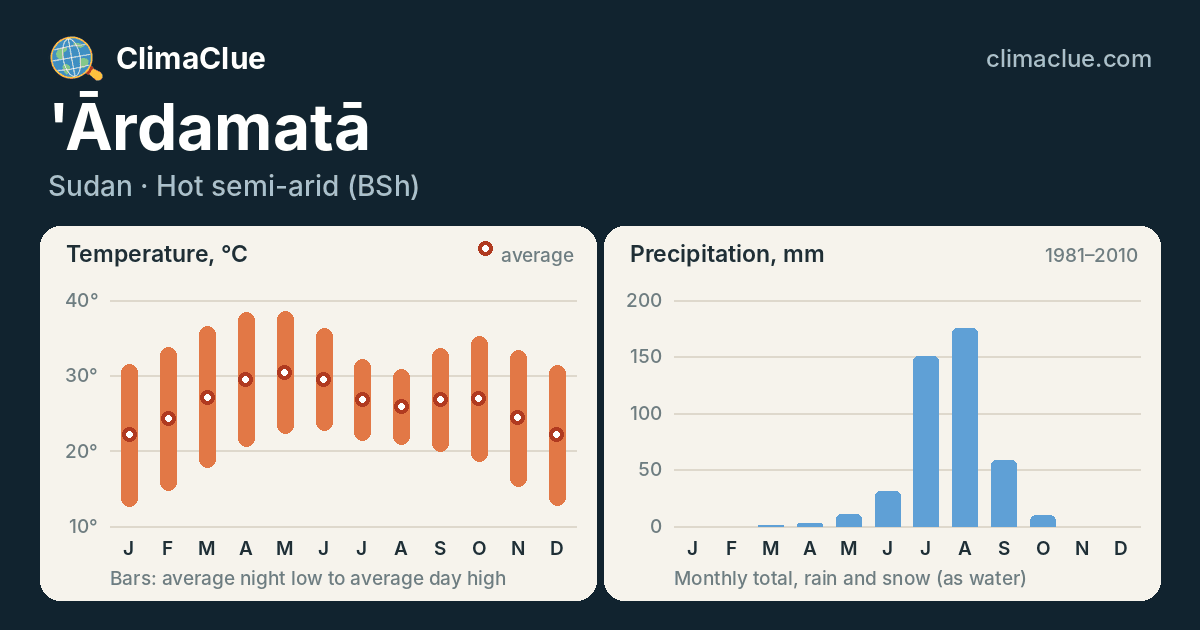 ClimaClue
climaclue.com
'Ārdamatā
Sudan · Hot semi-arid (BSh)
Temperature, °C
average
40°
30°
20°
10°
J F M A M J J A S O N D
Bars: average night low to average day high
Precipitation, mm
1981–2010
200
150
100
50
0
J F M A M J J A S O N D
Monthly total, rain and snow (as water)